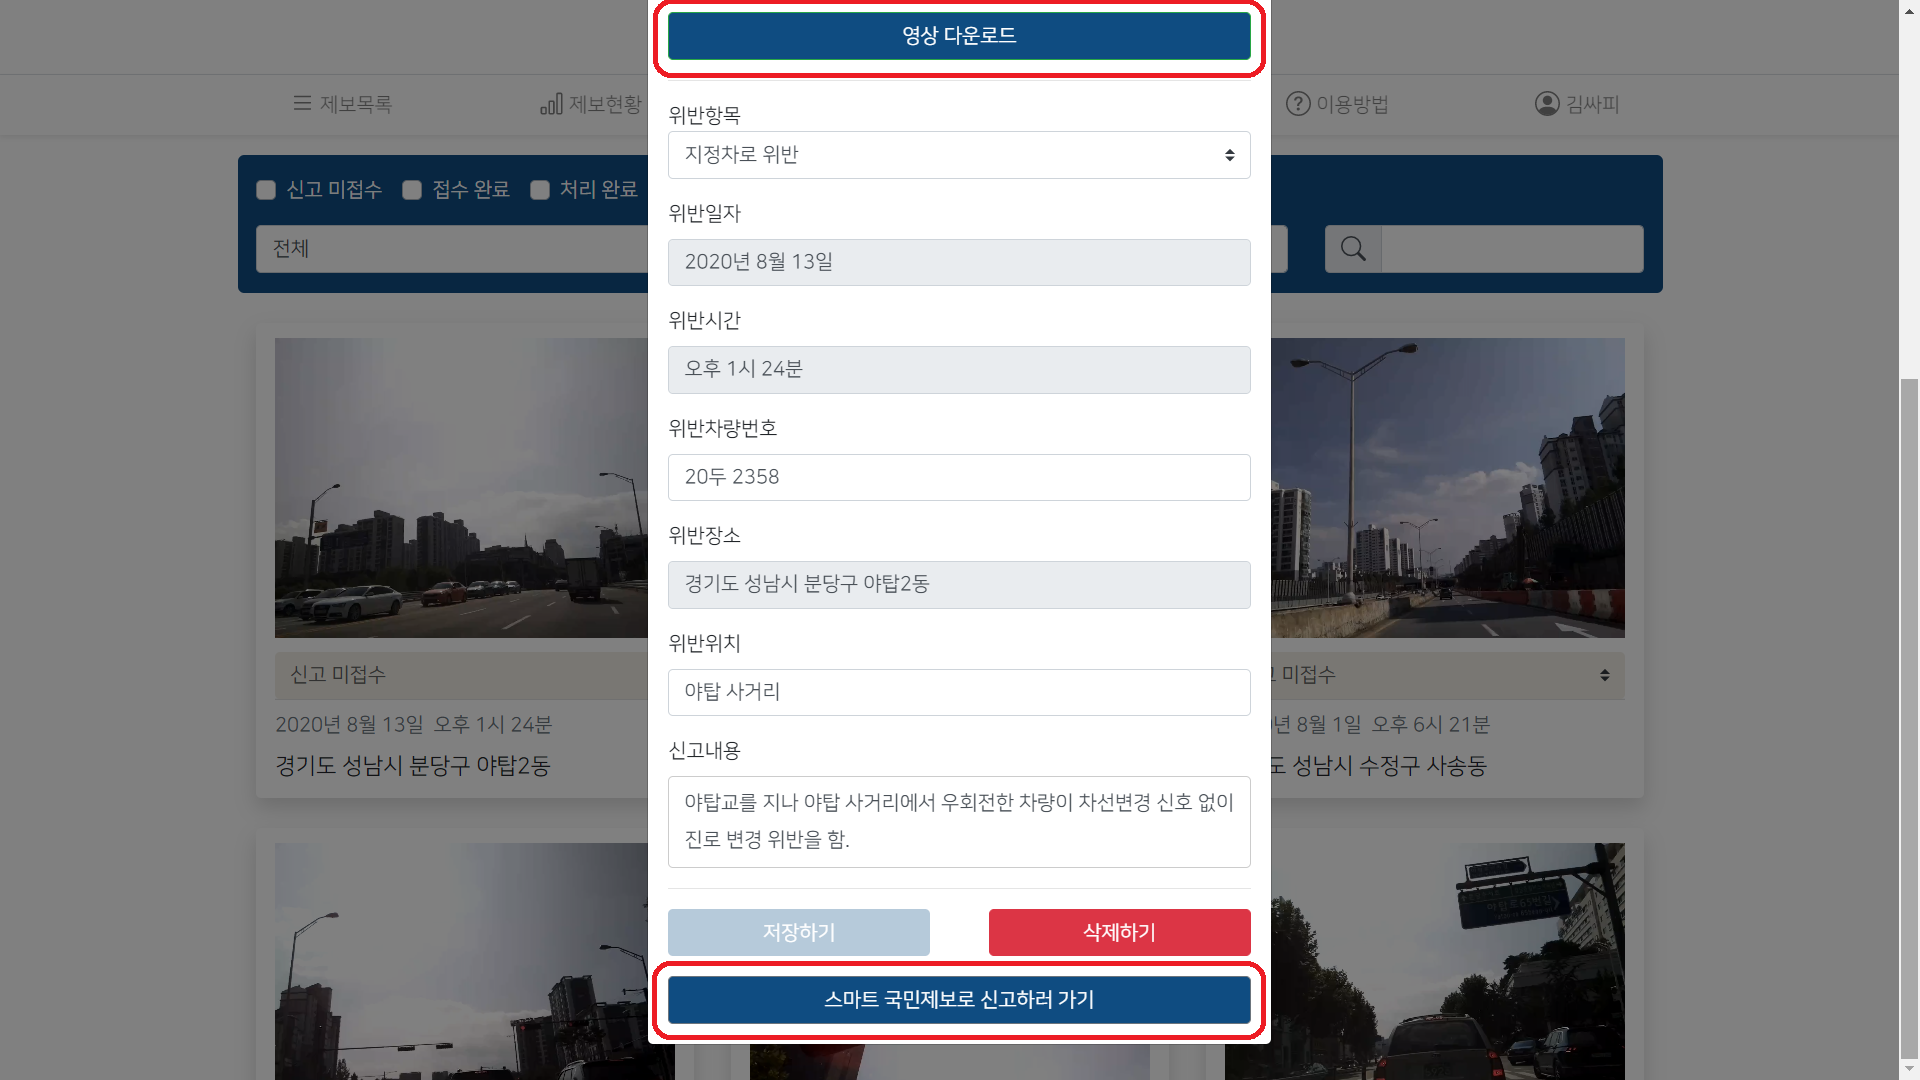 영상 다운로드
제보목록
제보현황
이용방법
김싸피
신고 미접수
접수 완료
처리 완료
전체
위반항목
지정차로 위반
위반일자
2020년 8월 13일
위반시간
오후 1시 24분
위반차량번호
20두 2358
위반장소
경기도 성남시 분당구 야탑2동
위반위치
야탑 사거리
신고내용
야탑교를 지나 야탑 사거리에서 우회전한 차량이 차선변경 신호 없이
진로 변경 위반을 함.
저장하기
삭제하기
스마트 국민제보로 신고하러 가기
신고 미접수
2020년 8월 13일 오후 1시 24분
경기도 성남시 분당구 야탑2동
미접수
년 8월 1일 오후 6시 21분
도 성남시 수정구 사송동